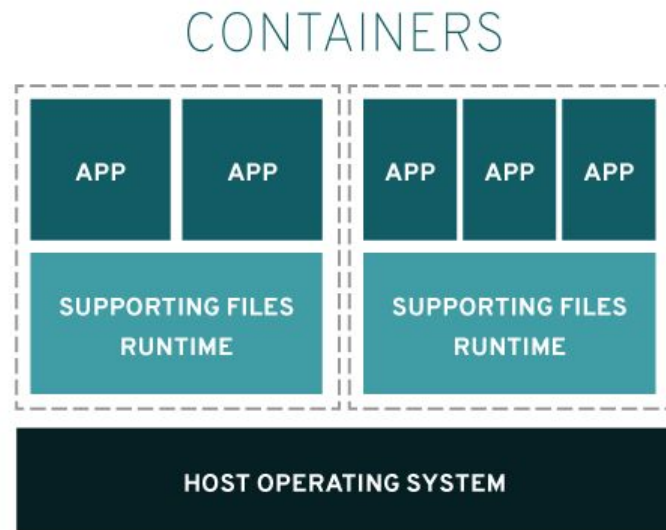 CONTAINERS
APP APP APP APP APP
SUPPORTING FILES SUPPORTING FILES
RUNTIME RUNTIME
HOST OPERATING SYSTEM